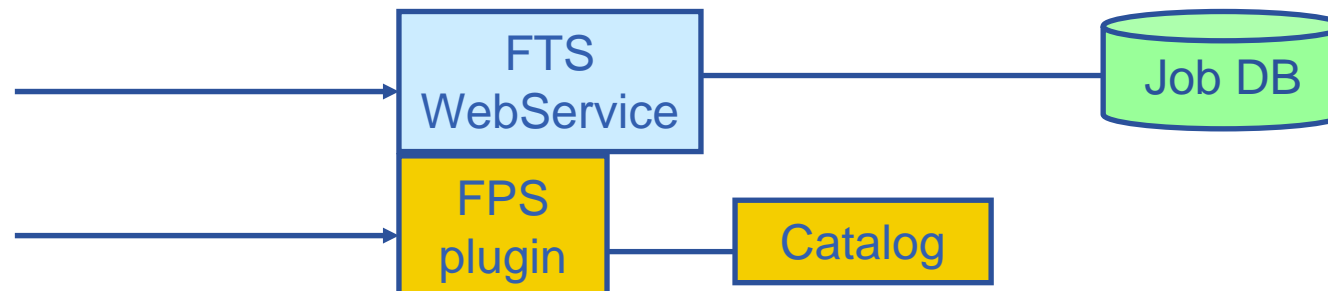 FTS
WebService
Job DB
FPS
plugin
Catalog